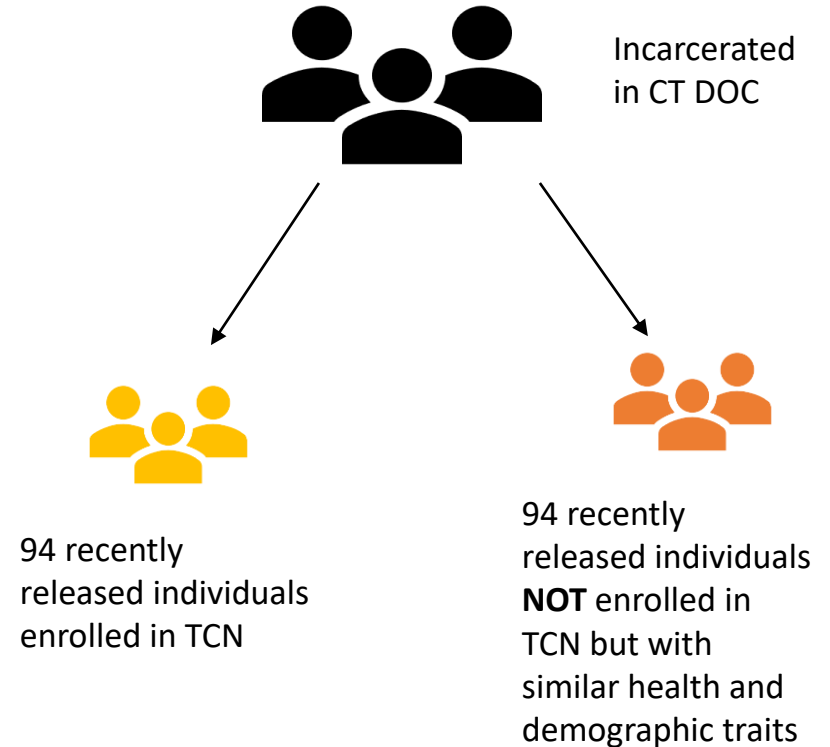 Incarcerated
in CT DOC
94 recently
released individuals
enrolled in TCN
94 recently
released individuals
NOT enrolled in
TCN but with
similar health and
demographic traits